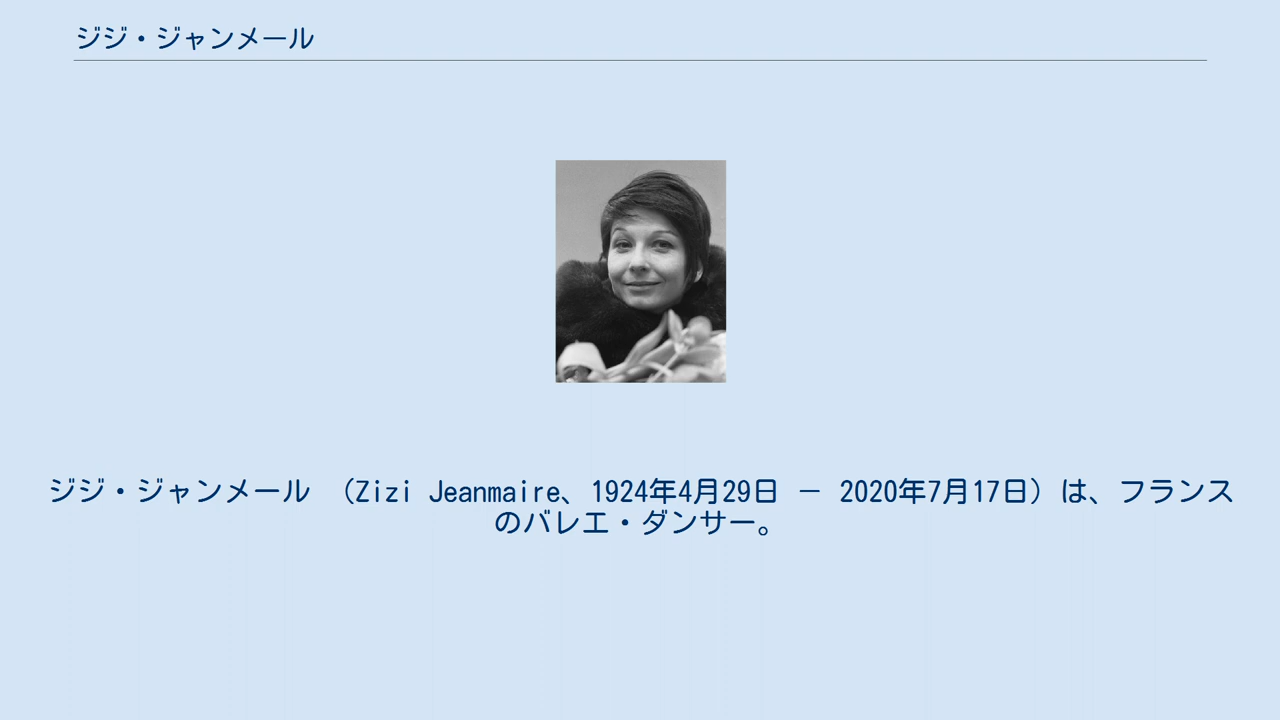 ジジ・ジャンメール
ジジ・ジャンメール （Zizi Jeanmaire、1924年4月29日 － 2020年7月17日）は、フランス
のバレエ・ダンサー。